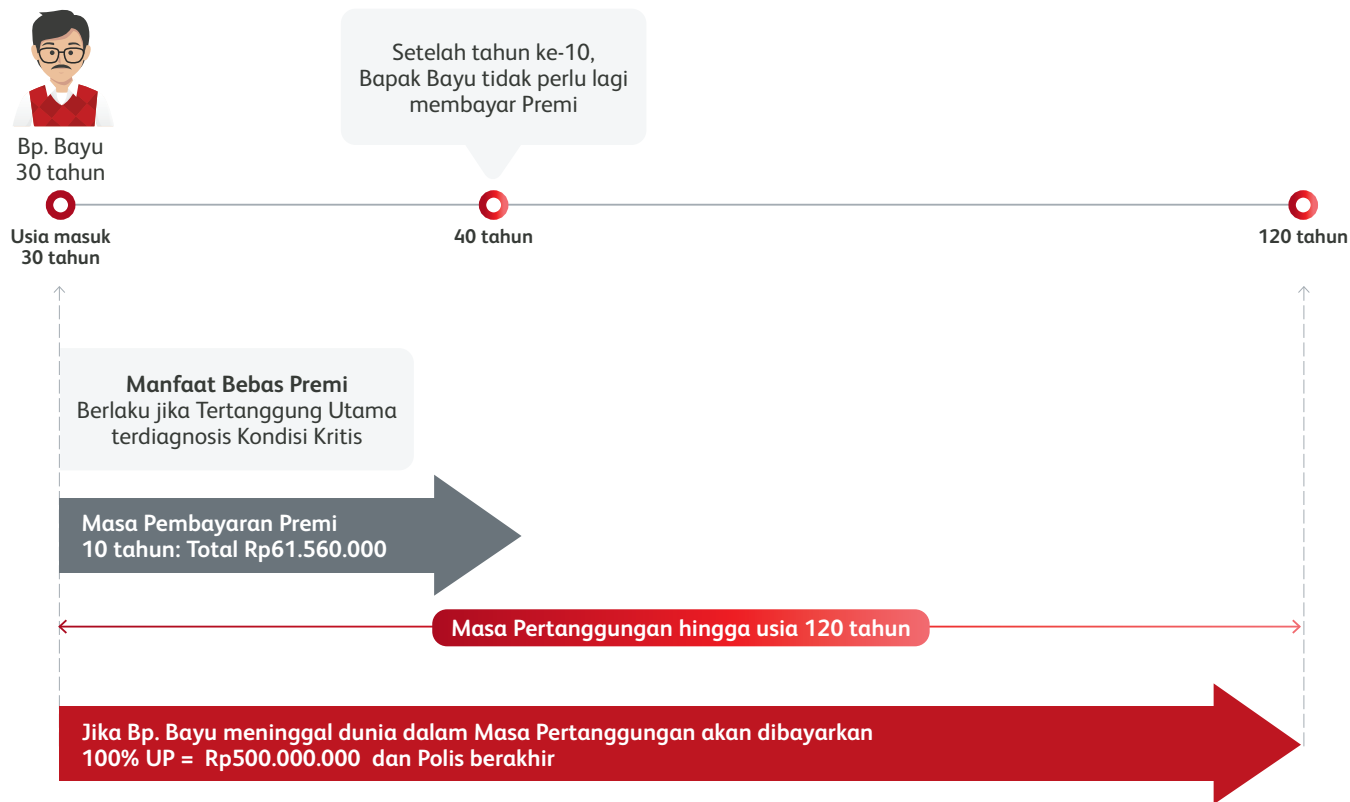 Setelah tahun ke-10,
Bapak Bayu tidak perlu lagi
membayar Premi
Bp. Bayu
30 tahun
Usia masuk
30 tahun
40 tahun
120 tahun
Manfaat Bebas Premi
Berlaku jika Tertanggung Utama
terdiagnosis Kondisi Kritis
Masa Pembayaran Premi
10 tahun: Total Rp61.560.000
Masa Pertanggungan hingga usia 120 tahun
Jika Bp. Bayu meninggal dunia dalam Masa Pertanggungan akan dibayarkan
100% UP = Rp500.000.000 dan Polis berakhir